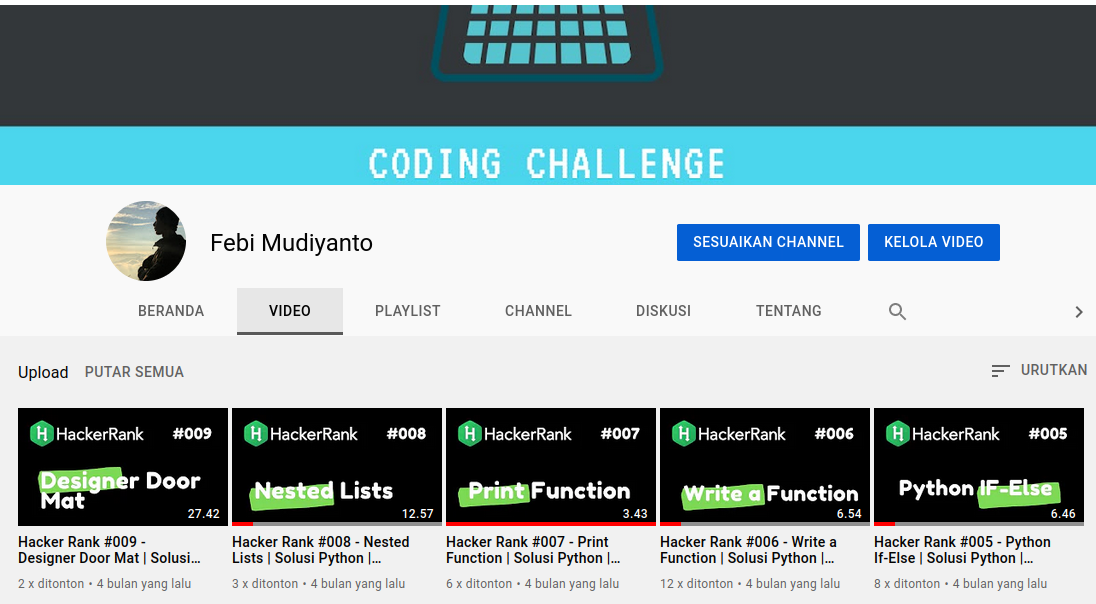 CODING CHALLENGE
Febi Mudiyanto
SESUAIKAN CHANNEL
KELOLA VIDEO
BERANDA
VIDEO
PLAYLIST
CHANNEL
DISKUSI
TENTANG
Upload
PUTAR SEMUA
URUTKAN
HackerRank
#009
Designer Door
Mat
27.42
Hacker Rank #009 -
Designer Door Mat | Solusi...
2 x ditonton • 4 bulan yang lalu
HackerRank
#008
Nested Lists
12.57
Hacker Rank #008 - Nested
Lists | Solusi Python |...
3 x ditonton • 4 bulan yang lalu
HackerRank
#007
Print Function
3.43
Hacker Rank #007 - Print
Function | Solusi Python |...
6 x ditonton • 4 bulan yang lalu
HackerRank
#006
Write a Function
6.54
Hacker Rank #006 - Write a
Function | Solusi Python |...
12 x ditonton • 4 bulan yang lalu
HackerRank
#005
Python IF-Else
6.46
Hacker Rank #005 - Python
If-Else | Solusi Python |...
8 x ditonton • 4 bulan yang lalu